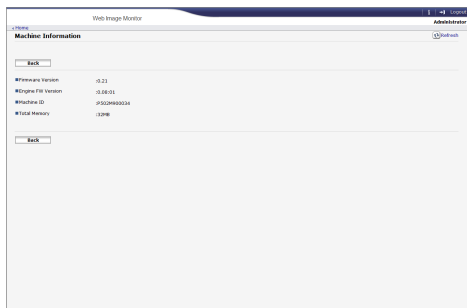 Logout
Web Image Monitor
Administrator
Home
Machine Information
Refresh
Back
Firmware Version :0.21
Engine FW Version :0.00:01
Machine ID :P502M900034
Total Memory :32MB
Back